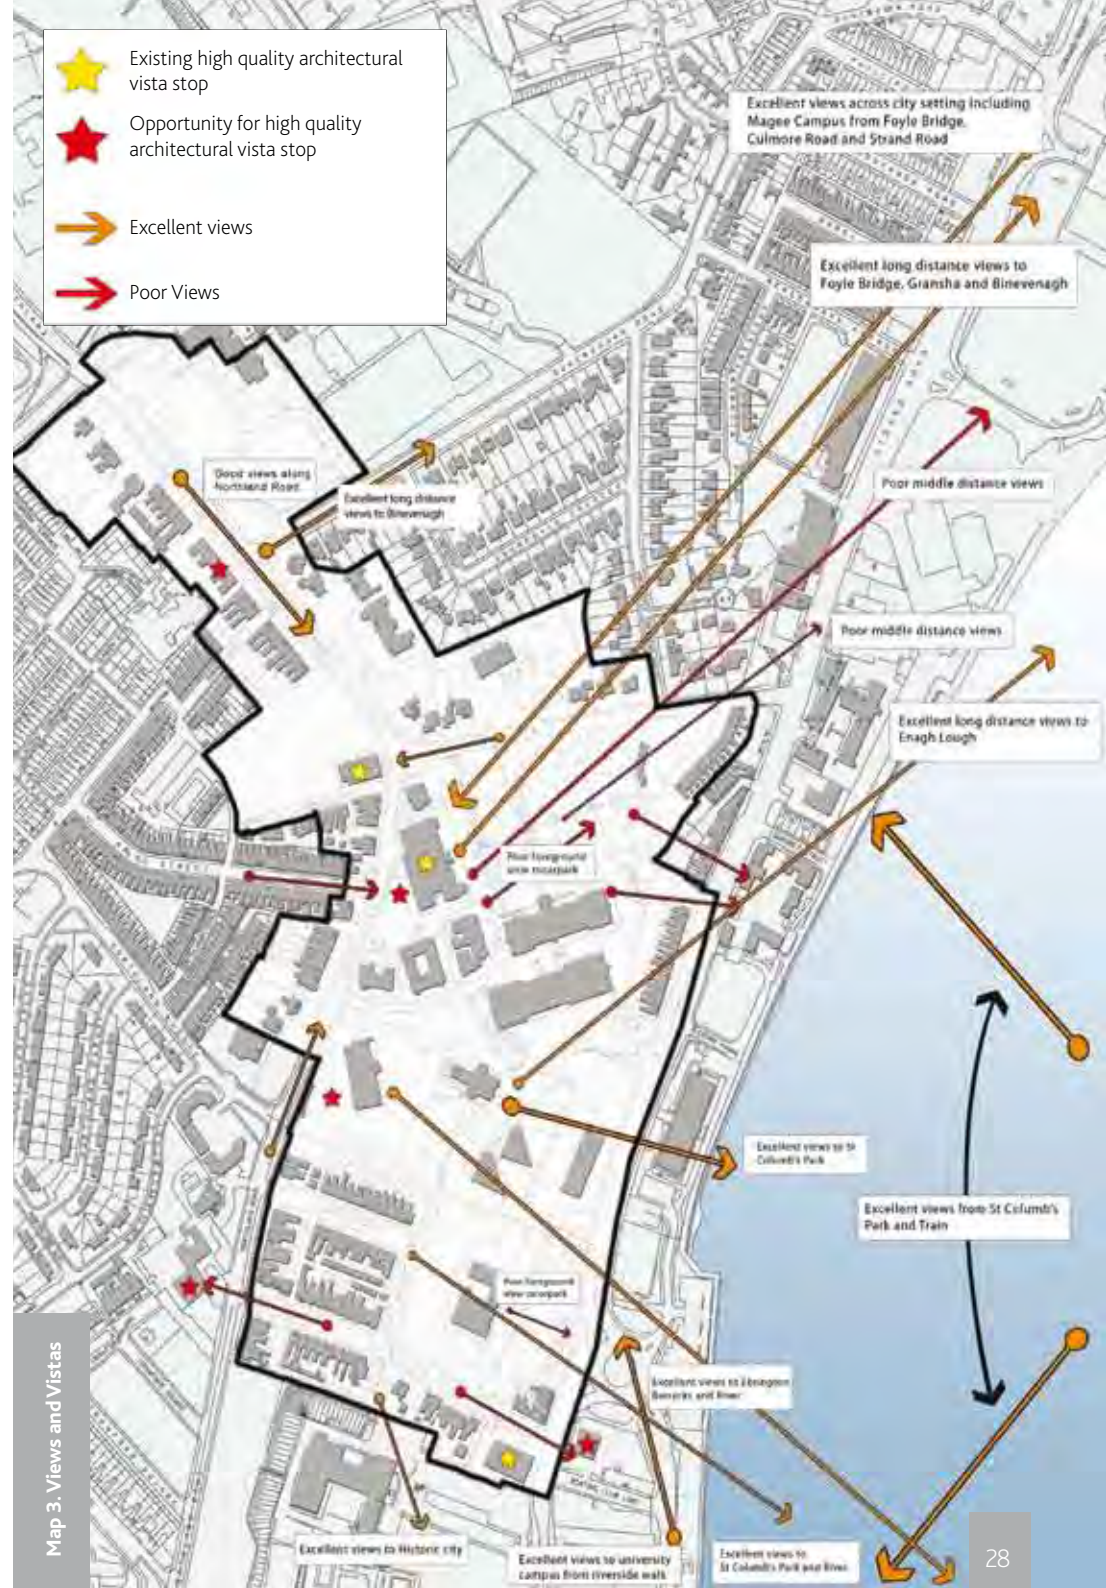 Existing high quality architectural
vista stop
Opportunity for high quality
architectural vista stop
Excellent views
Poor Views
Excellent views across city setting including
Magee Campus from Foyle Bridge,
Culmore Road and Strand Road
Excellent long distance views to
Foyle Bridge, Gransha and Binevenagh
Good views along
Northland Road
Excellent long distance
views to Binevenagh
Poor middle distance views
Poor middle distance views
Excellent long distance views to
Enagh Lough
Poor foreground
view
Excellent views to St
Columb's Park
Excellent views from St Columb's
Park and Train
Poor foreground
view
Excellent views to Ebrington
Barracks and River
Excellent views to Historic city
Excellent views to university
campus from riverside walk
Excellent views to
St Columb's Park and River
STRAND ROAD
Map 3. Views and Vistas
28